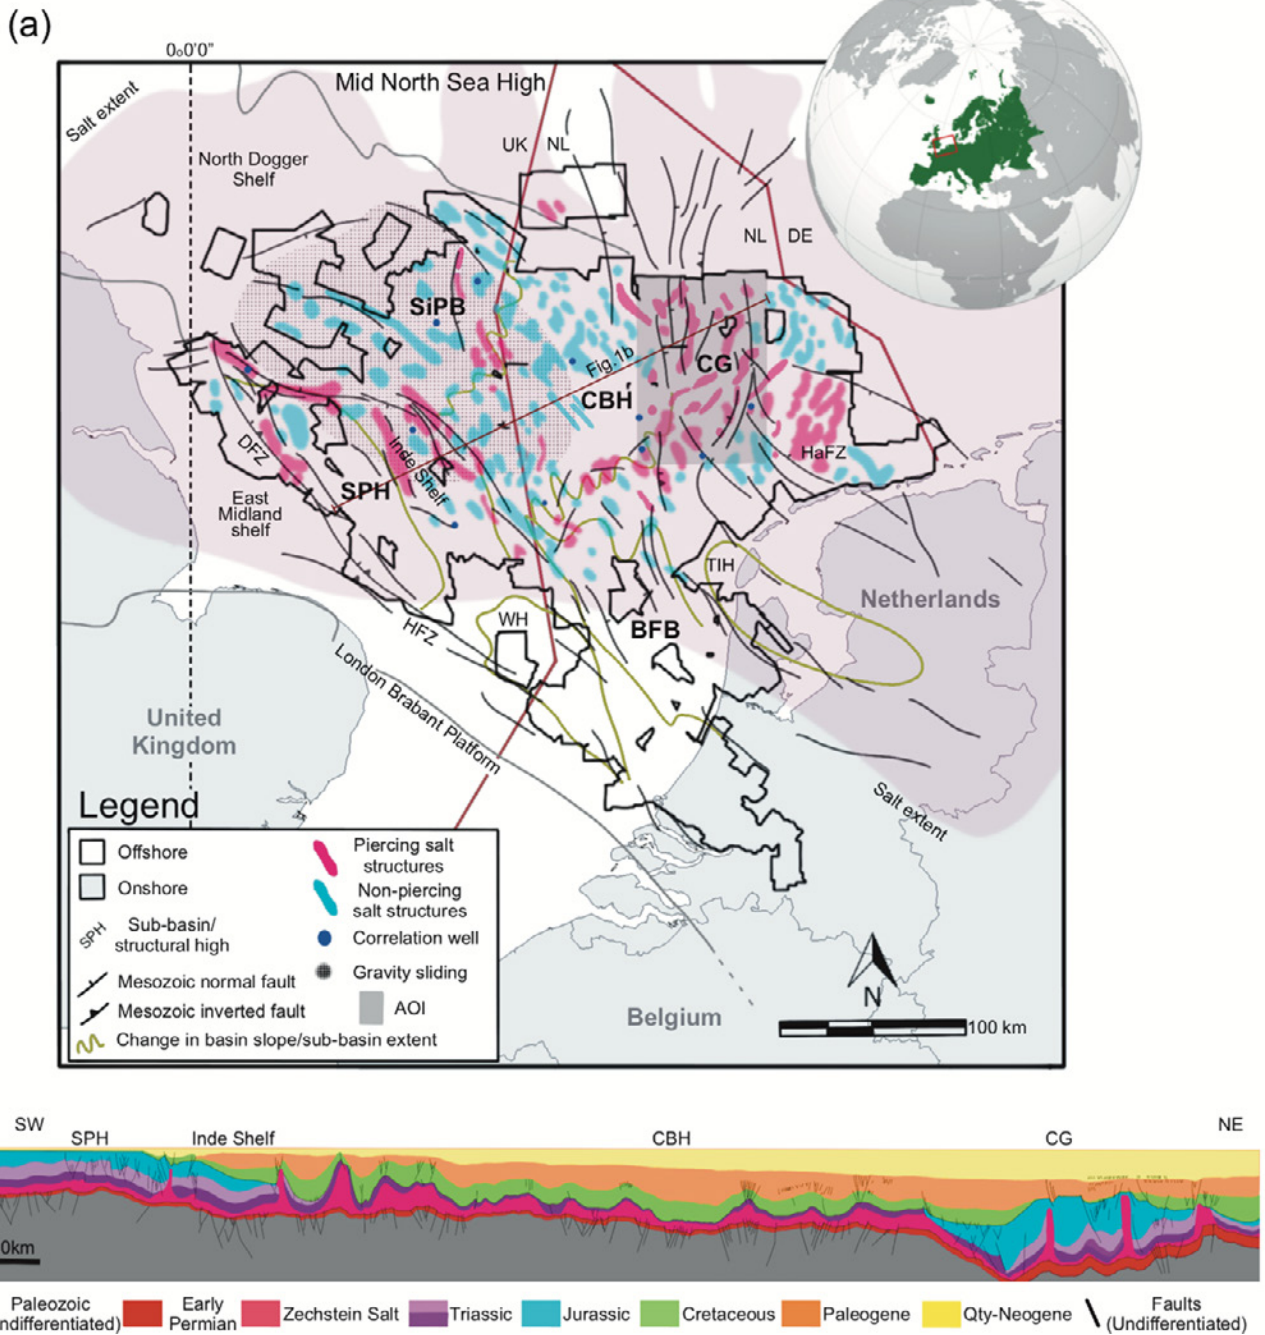 (a)
0o0'0"
Mid North Sea High
Salt extent
UK
NL
North Dogger
Shelf
NL
DE
SiPB
Fig.1b
CG
CBH
DFZ
Inde Shelf
HaFZ
SPH
East
Midland
shelf
TIH
Netherlands
WH
BFB
HFZ
London Brabant Platform
United
Kingdom
Salt extent
Legend
Offshore
Onshore
SPH
Sub-basin/
structural high
Mesozoic normal fault
Mesozoic inverted fault
Change in basin slope/sub-basin extent
Piercing salt
structures
Non-piercing
salt structures
Correlation well
Gravity sliding
AOI
N
Belgium
100 km
SW
SPH
Inde Shelf
CBH
CG
NE
0km
Paleozoic
ndifferentiated)
Early
Permian
Zechstein Salt
Triassic
Jurassic
Cretaceous
Paleogene
Qty-Neogene
Faults
(Undifferentiated)